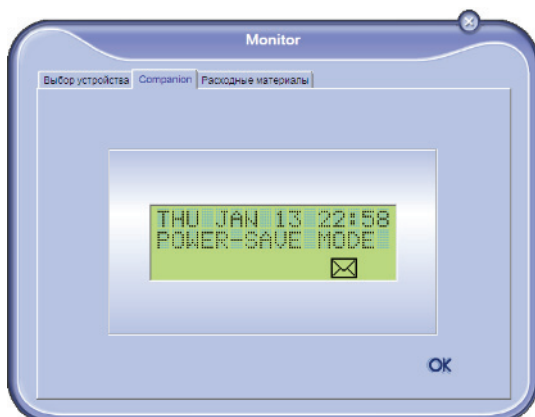 Monitor
Выбор устройства Companion Расходные материалы
THU JAN 13 22:58
POWER-SAVE MODE
OK